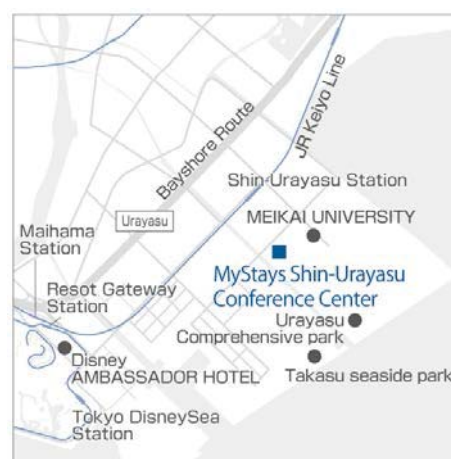 Bayshore Route
JR Keiyo Line
Shin-Urayasu Station
Urayasu
MEIKAI UNIVERSITY
Maihama
Station
MyStays Shin-Urayasu
Conference Center
Resot Gateway
Station
Urayasu
Comprehensive park
Disney
AMBASSADOR HOTEL
Takasu seaside park
Tokyo DisneySea
Station